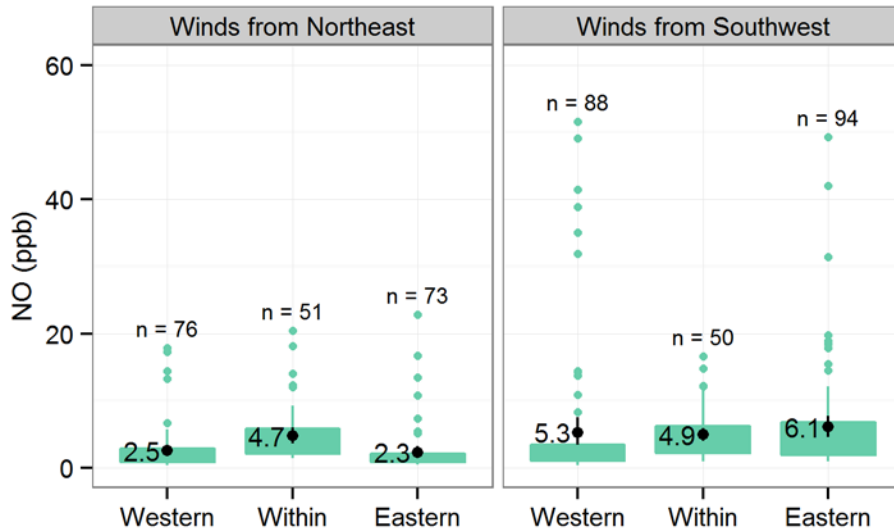 Winds from Northeast
Winds from Southwest
NO (ppb)
60
40
20
0
n = 76
n = 51
n = 73
2.5
4.7
2.3
n = 88
n = 50
n = 94
5.3
4.9
6.1
Western
Within
Eastern
Western
Within
Eastern